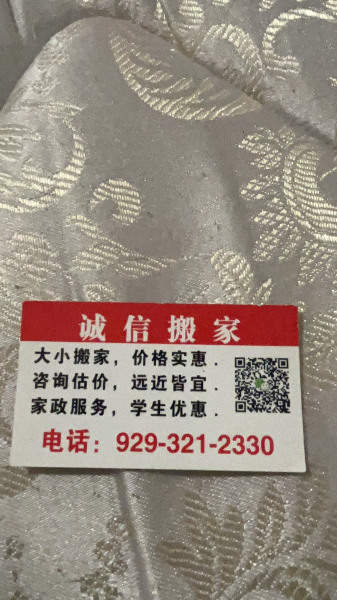 诚信搬家
大小搬家，价格实惠．
咨询估价，远近皆宜．
家政服务，学生优惠．
电话：929-321-2330